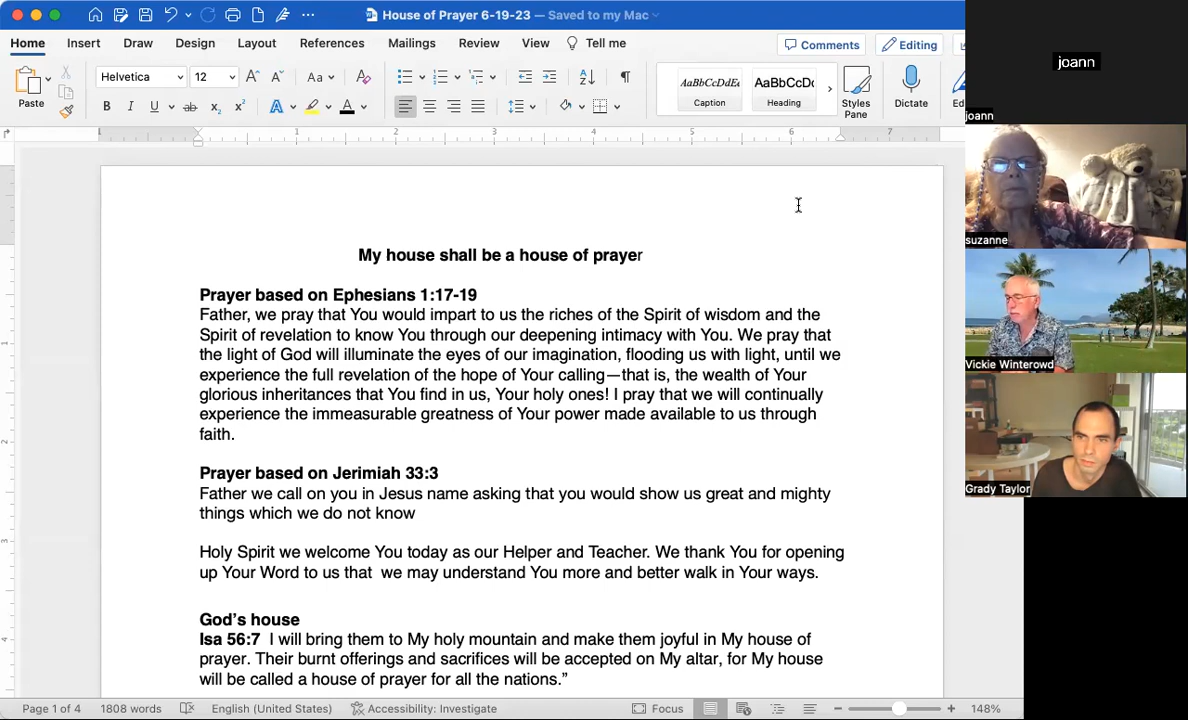 House of Prayer 6-19-23 — Saved to my Mac
Home Insert Draw Design Layout References Mailings Review View Tell me Comments Editing
Paste
Helvetica 12
AaBbCcDdEe AaBbCcDc
Caption Heading Styles Pane Dictate
1 1 2 3 4 5 6 7
My house shall be a house of prayer
Prayer based on Ephesians 1:17-19
Father, we pray that You would impart to us the riches of the Spirit of wisdom and the
Spirit of revelation to know You through our deepening intimacy with You. We pray that
the light of God will illuminate the eyes of our imagination, flooding us with light, until we
experience the full revelation of the hope of Your calling—that is, the wealth of Your
glorious inheritances that You find in us, Your holy ones! I pray that we will continually
experience the immeasurable greatness of Your power made available to us through
faith.
Prayer based on Jerimiah 33:3
Father we call on you in Jesus name asking that you would show us great and mighty
things which we do not know
Holy Spirit we welcome You today as our Helper and Teacher. We thank You for opening
up Your Word to us that  we may understand You more and better walk in Your ways.
God's house
Isa 56:7  I will bring them to My holy mountain and make them joyful in My house of
prayer. Their burnt offerings and sacrifices will be accepted on My altar, for My house
will be called a house of prayer for all the nations.”
Page 1 of 4 1808 words English (United States) Accessibility: Investigate Focus 148%
joann
joann
suzanne
Vickie Winterowd
Grady Taylor